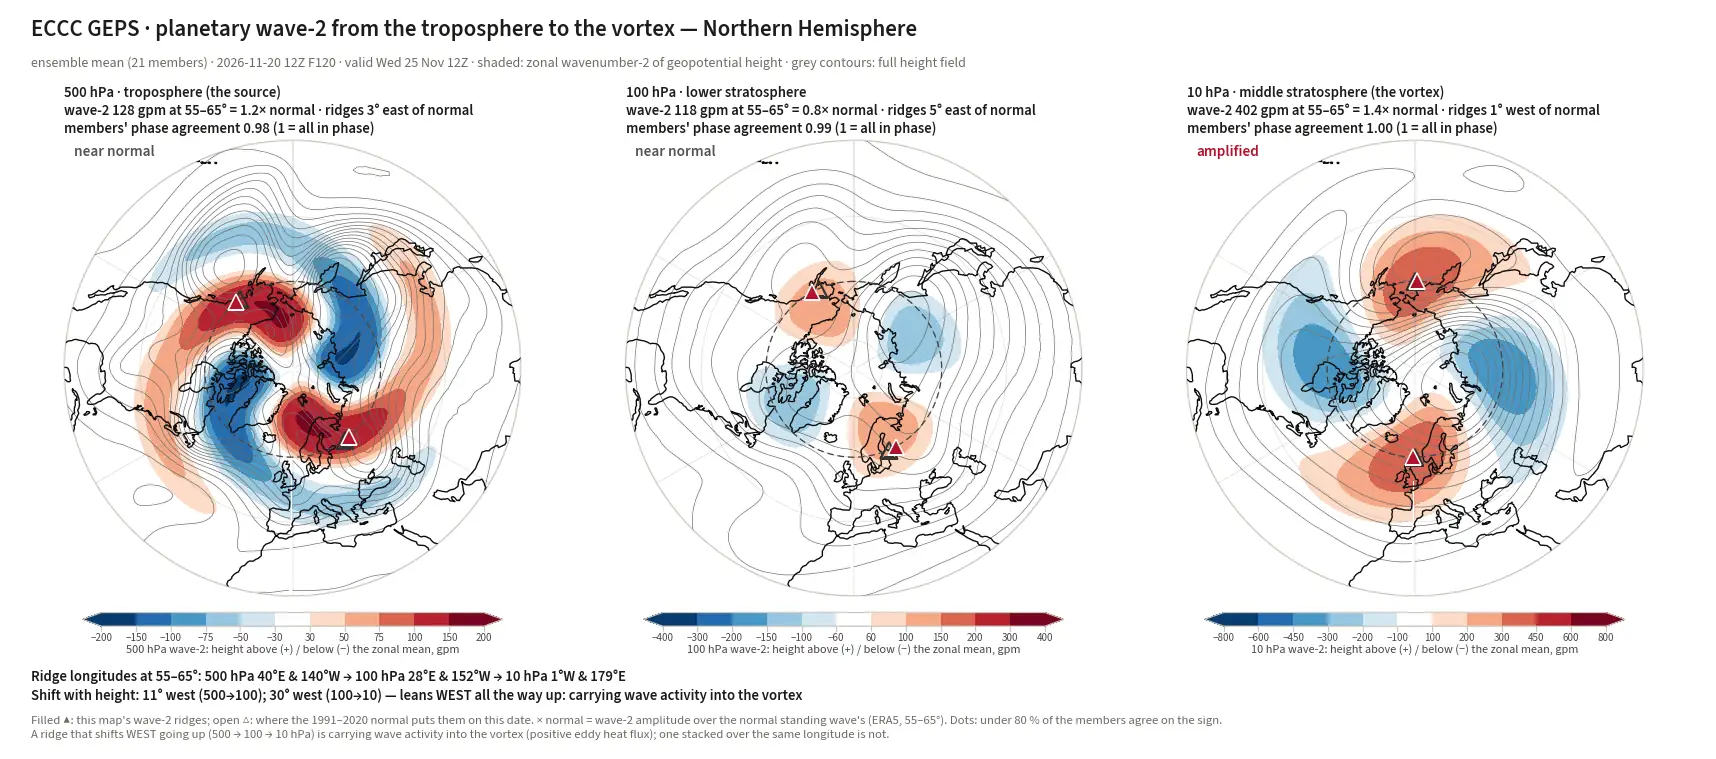 ECCC GEPS · planetary wave-2 from the troposphere to the vortex — Northern Hemisphere
ensemble mean (21 members) · 2026-11-20 12Z F120 · valid Wed 25 Nov 12Z · shaded: zonal wavenumber-2 of geopotential height · grey contours: full height field
500 hPa · troposphere (the source)
wave-2 128 gpm at 55–65° = 1.2× normal · ridges 3° east of normal
members' phase agreement 0.98 (1 = all in phase)
near normal
100 hPa · lower stratosphere
wave-2 118 gpm at 55–65° = 0.8× normal · ridges 5° east of normal
members' phase agreement 0.99 (1 = all in phase)
near normal
10 hPa · middle stratosphere (the vortex)
wave-2 402 gpm at 55–65° = 1.4× normal · ridges 1° west of normal
members' phase agreement 1.00 (1 = all in phase)
amplified
−200 −150 −100 −75 −50 −30 30 50 75 100 150 200
500 hPa wave-2: height above (+) / below (−) the zonal mean, gpm
−400 −300 −200 −150 −100 −60 60 100 150 200 300 400
100 hPa wave-2: height above (+) / below (−) the zonal mean, gpm
−800 −600 −450 −300 −200 −100 100 200 300 450 600 800
10 hPa wave-2: height above (+) / below (−) the zonal mean, gpm
Ridge longitudes at 55–65°: 500 hPa 40°E & 140°W → 100 hPa 28°E & 152°W → 10 hPa 1°W & 179°E
Shift with height: 11° west (500→100); 30° west (100→10) — leans WEST all the way up: carrying wave activity into the vortex
Filled ▲: this map's wave-2 ridges; open △: where the 1991–2020 normal puts them on this date. × normal = wave-2 amplitude over the normal standing wave's (ERA5, 55–65°). Dots: under 80 % of the members agree on the sign.
A ridge that shifts WEST going up (500 → 100 → 10 hPa) is carrying wave activity into the vortex (positive eddy heat flux); one stacked over the same longitude is not.